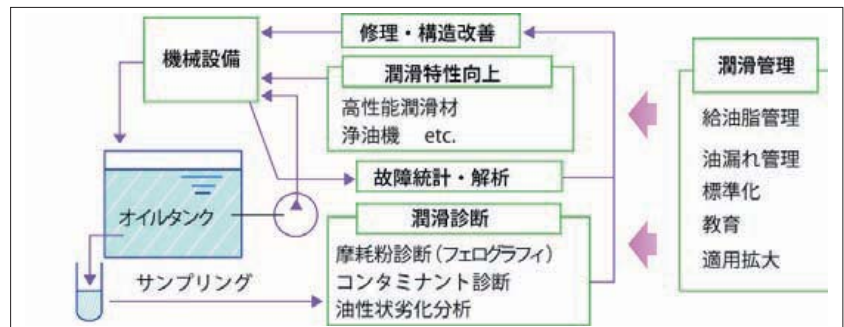 機械設備
修理・構造改善
潤滑特性向上
高性能潤滑材
浄油機 etc.
故障統計・解析
潤滑診断
摩耗粉診断(フェログラフィ)
コンタミナント診断
油性状劣化分析
オイルタンク
サンプリング
潤滑管理
給油脂管理
油漏れ管理
標準化
教育
適用拡大